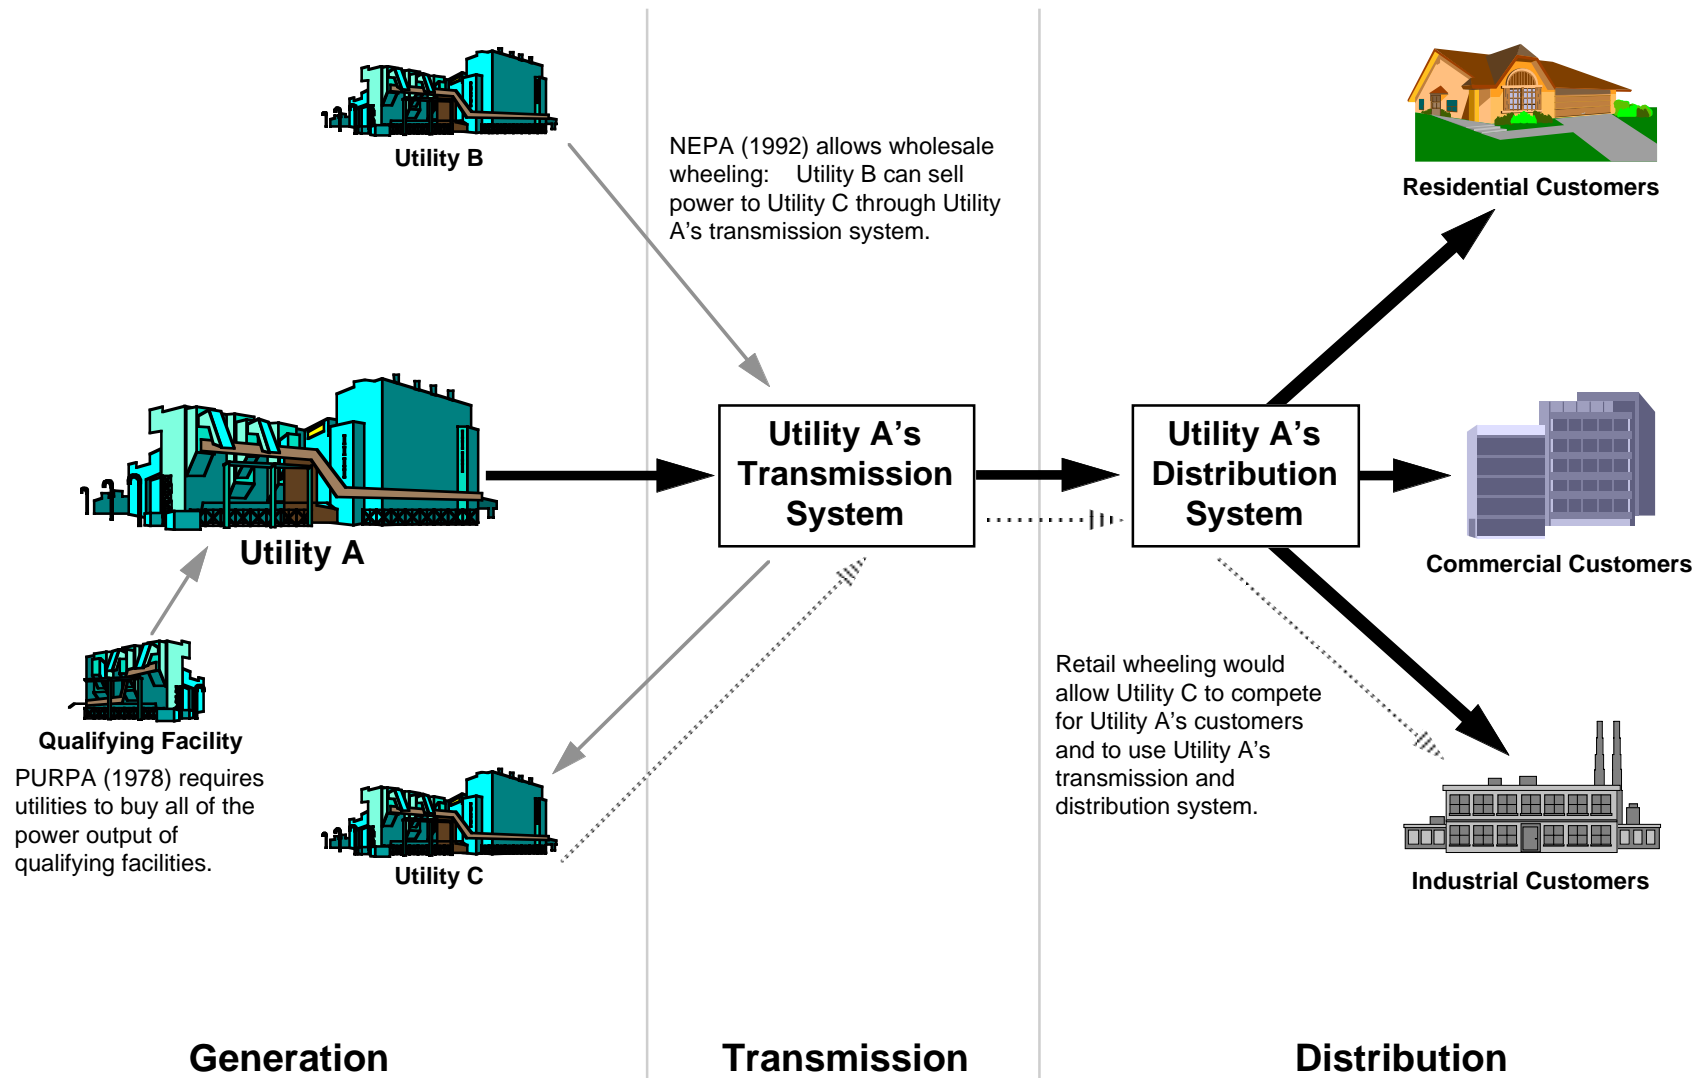 Utility B
NEPA (1992) allows wholesale
wheeling: Utility B can sell
power to Utility C through Utility
A’s transmission system.
Residential Customers
Utility A
Utility A’s
Transmission
System
Utility A’s
Distribution
System
Commercial Customers
Qualifying Facility
PURPA (1978) requires
utilities to buy all of the
power output of
qualifying facilities.
Utility C
Retail wheeling would
allow Utility C to compete
for Utility A’s customers
and to use Utility A’s
transmission and
distribution system.
Industrial Customers
Generation
Transmission
Distribution